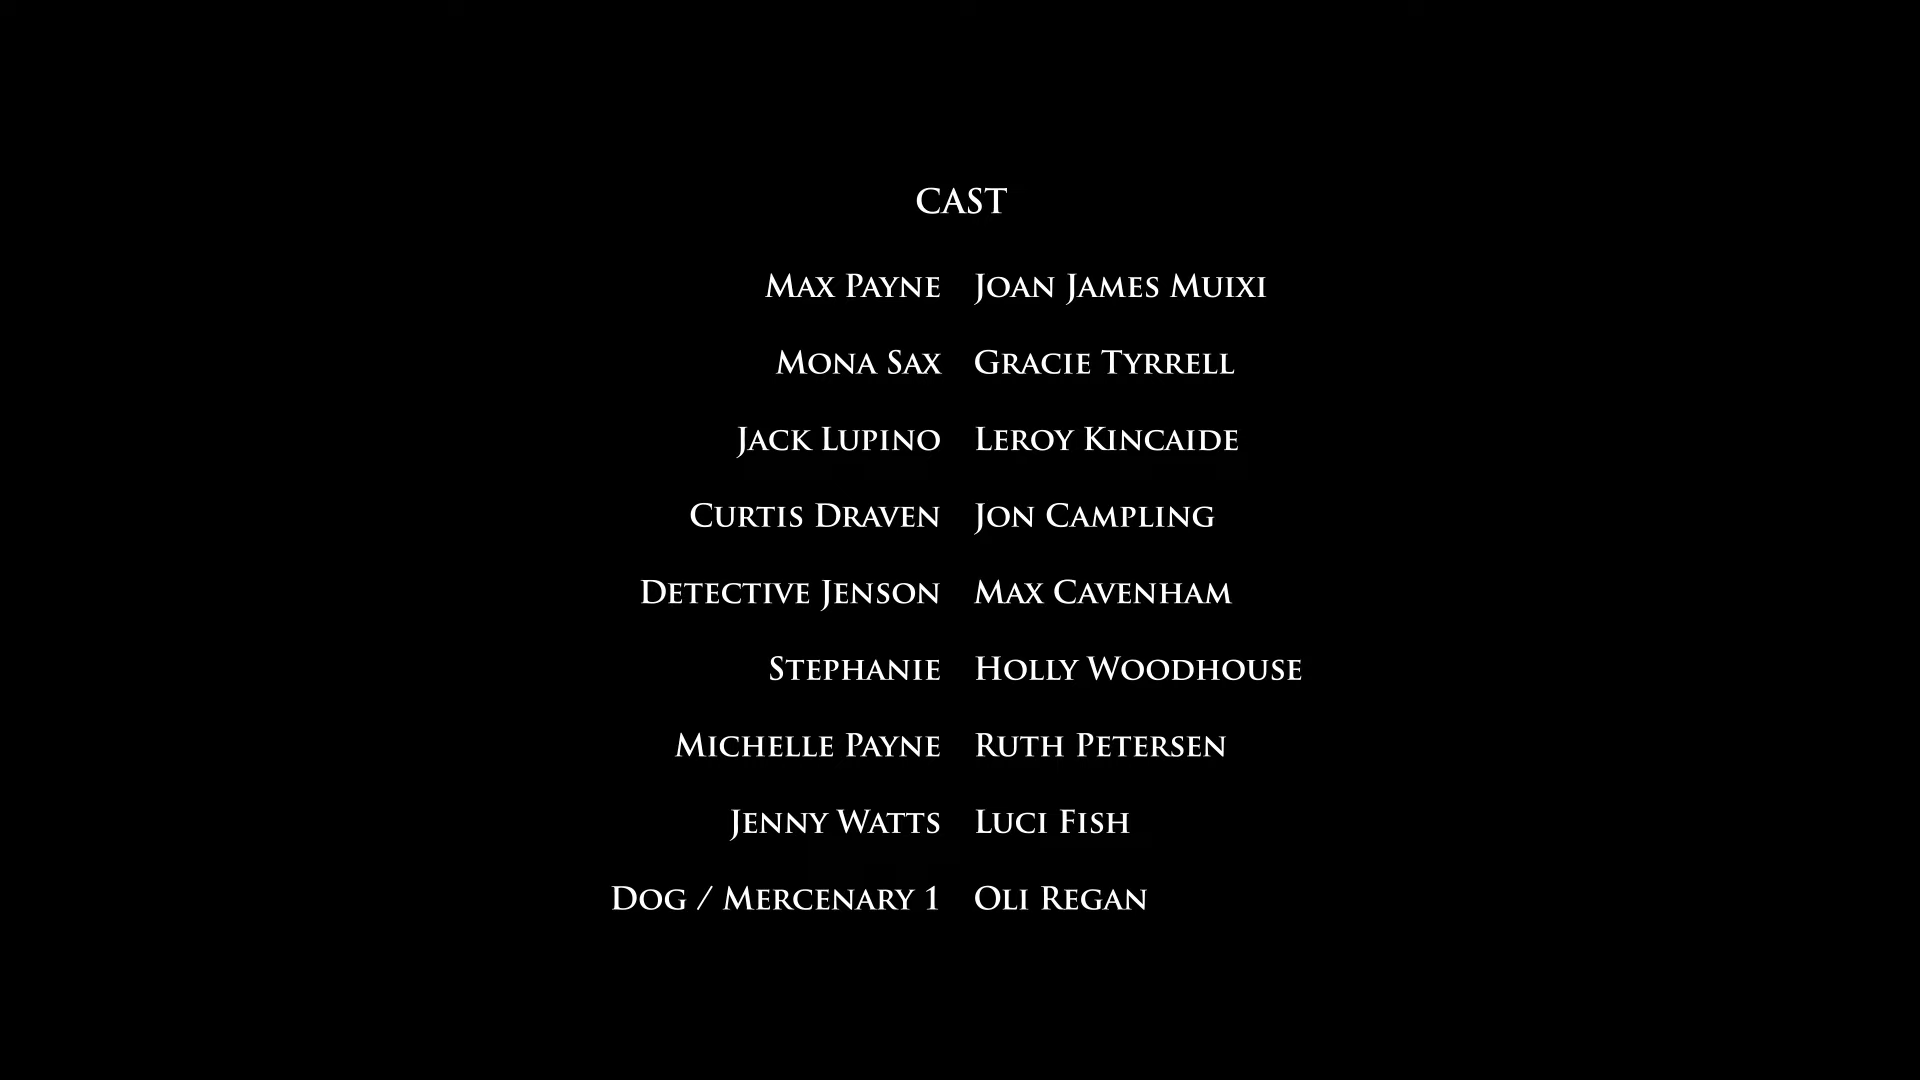 CAST
Max Payne Joan James Muixi
Mona Sax Gracie Tyrrell
Jack Lupino Leroy Kincaide
Curtis Draven Jon Campling
Detective Jenson Max Cavenham
Stephanie Holly Woodhouse
Michelle Payne Ruth Petersen
Jenny Watts Luci Fish
Dog / Mercenary 1 Oli Regan